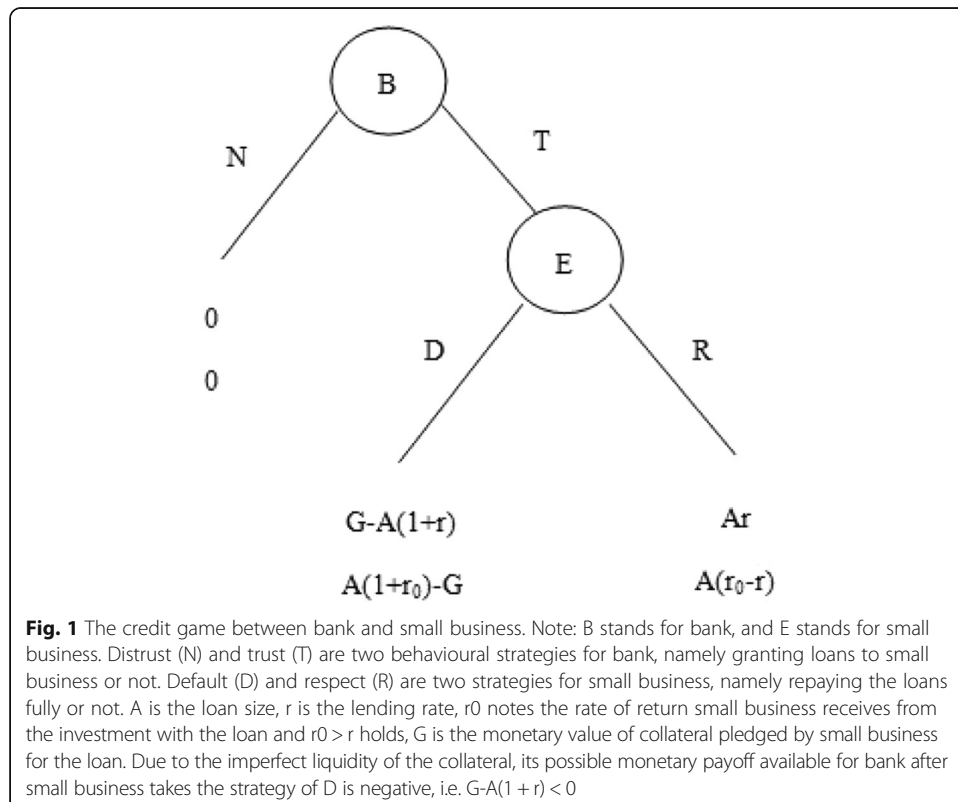 B
N
T
E
0
0
D
R
G-A(1+r)
Ar
A(1+r₀)-G
A(r₀-r)
Fig. 1 The credit game between bank and small business. Note: B stands for bank, and E stands for small
business. Distrust (N) and trust (T) are two behavioural strategies for bank, namely granting loans to small
business or not. Default (D) and respect (R) are two strategies for small business, namely repaying the loans
fully or not. A is the loan size, r is the lending rate, r0 notes the rate of return small business receives from
the investment with the loan and r0 > r holds, G is the monetary value of collateral pledged by small business
for the loan. Due to the imperfect liquidity of the collateral, its possible monetary payoff available for bank after
small business takes the strategy of D is negative, i.e. G-A(1 + r) < 0